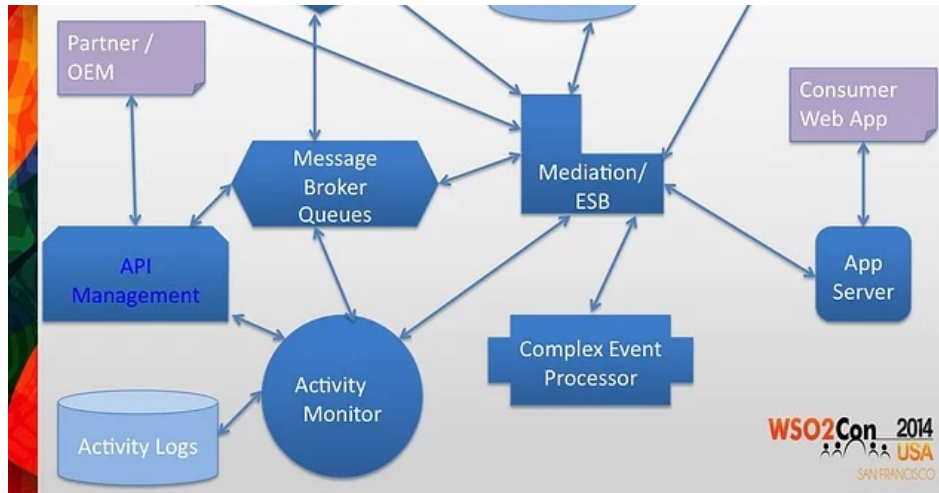 Partner /
OEM
Consumer
Web App
Message
Broker
Queues
Mediation/
ESB
API
Management
App
Server
Complex Event
Processor
Activity
Monitor
Activity Logs
WSO2Con 2014
USA
SAN FRANCISCO